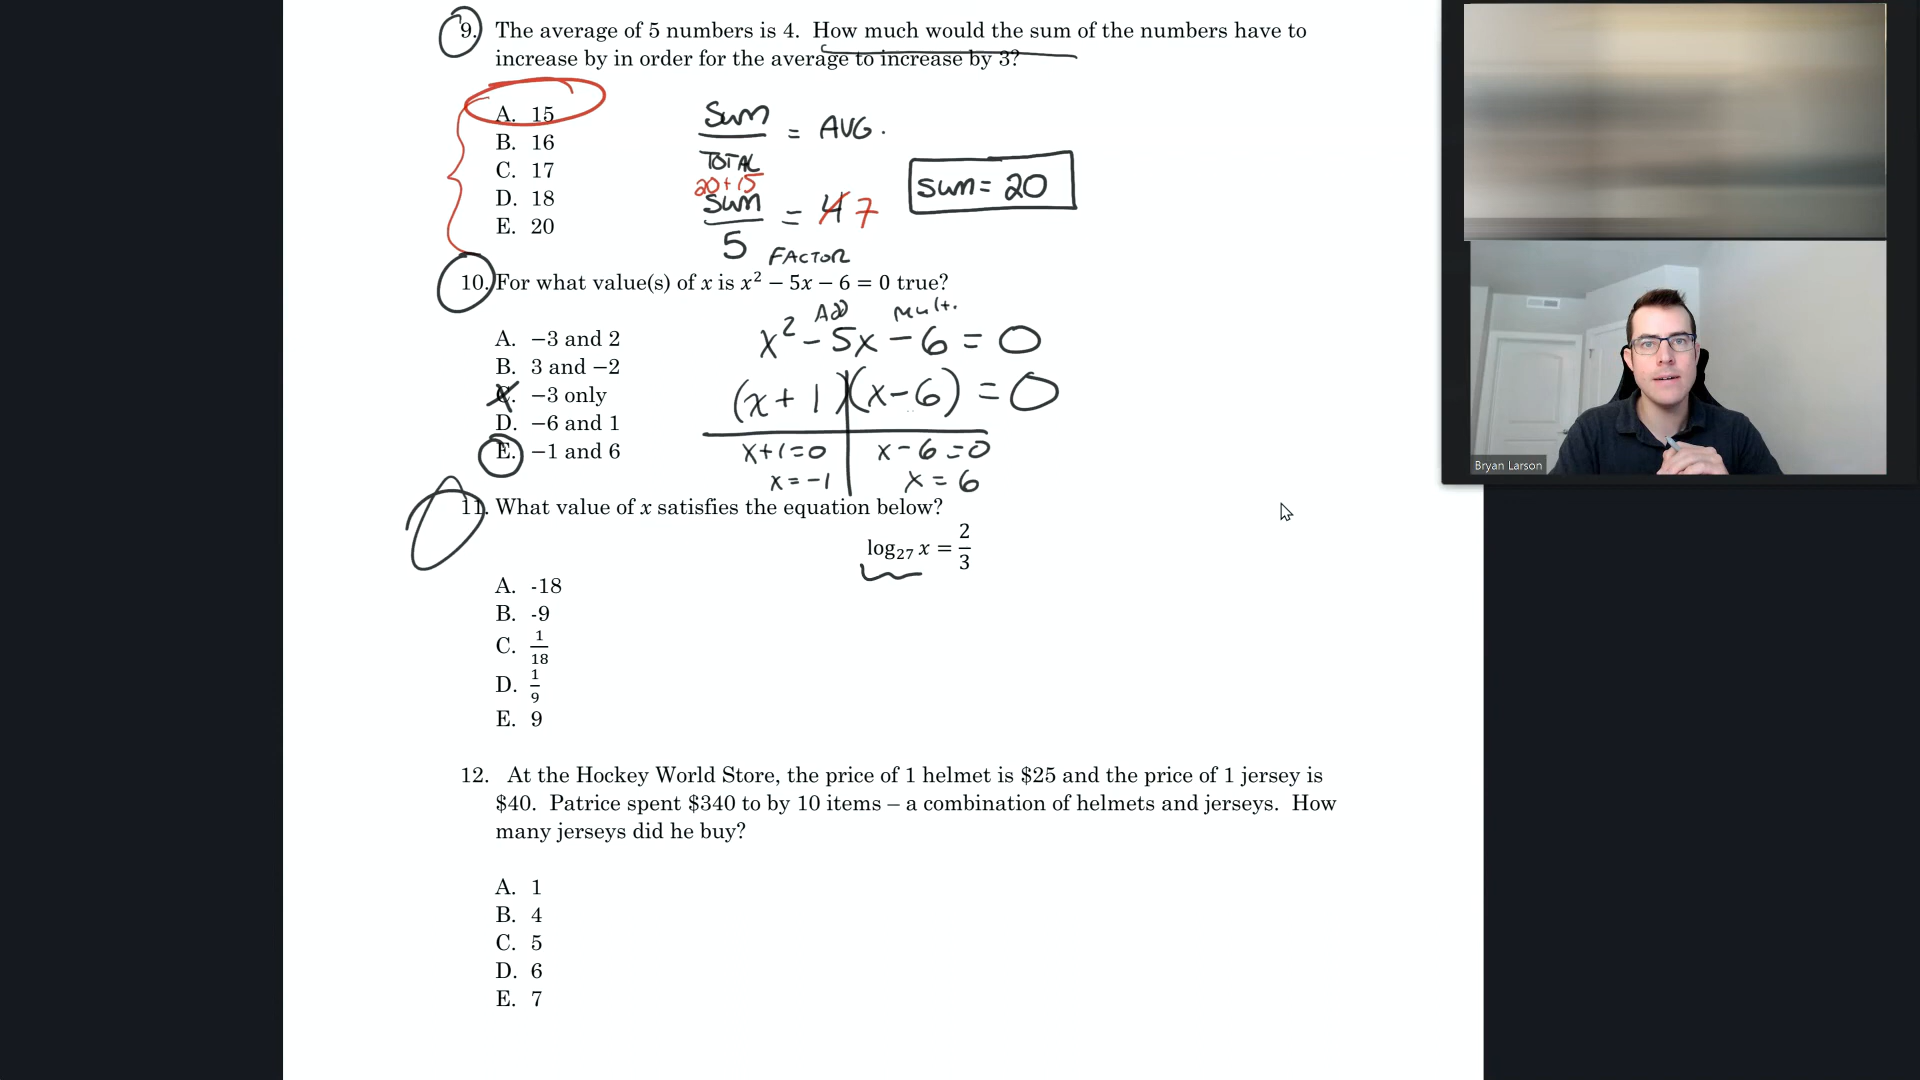 9. The average of 5 numbers is 4. How much would the sum of the numbers have to
increase by in order for the average to increase by 3?
A. 15
B. 16
C. 17
D. 18
E. 20
Sum
TOTAL
= AVG.
20+15
Sum
5
= 4 7
sum = 20
FACTOR
10. For what value(s) of x is x² − 5x − 6 = 0 true?
A. −3 and 2
B. 3 and −2
C. −3 only
D. −6 and 1
E. −1 and 6
Add mult.
x² − 5x − 6 = 0
(x + 1)(x − 6) = 0
x+1=0 x−6=0
x = −1 x = 6
11. What value of x satisfies the equation below?
log₂₇ x = 2/3
A. -18
B. -9
C. 1/18
D. 1/9
E. 9
12. At the Hockey World Store, the price of 1 helmet is $25 and the price of 1 jersey is
$40. Patrice spent $340 to by 10 items – a combination of helmets and jerseys. How
many jerseys did he buy?
A. 1
B. 4
C. 5
D. 6
E. 7
Bryan Larson